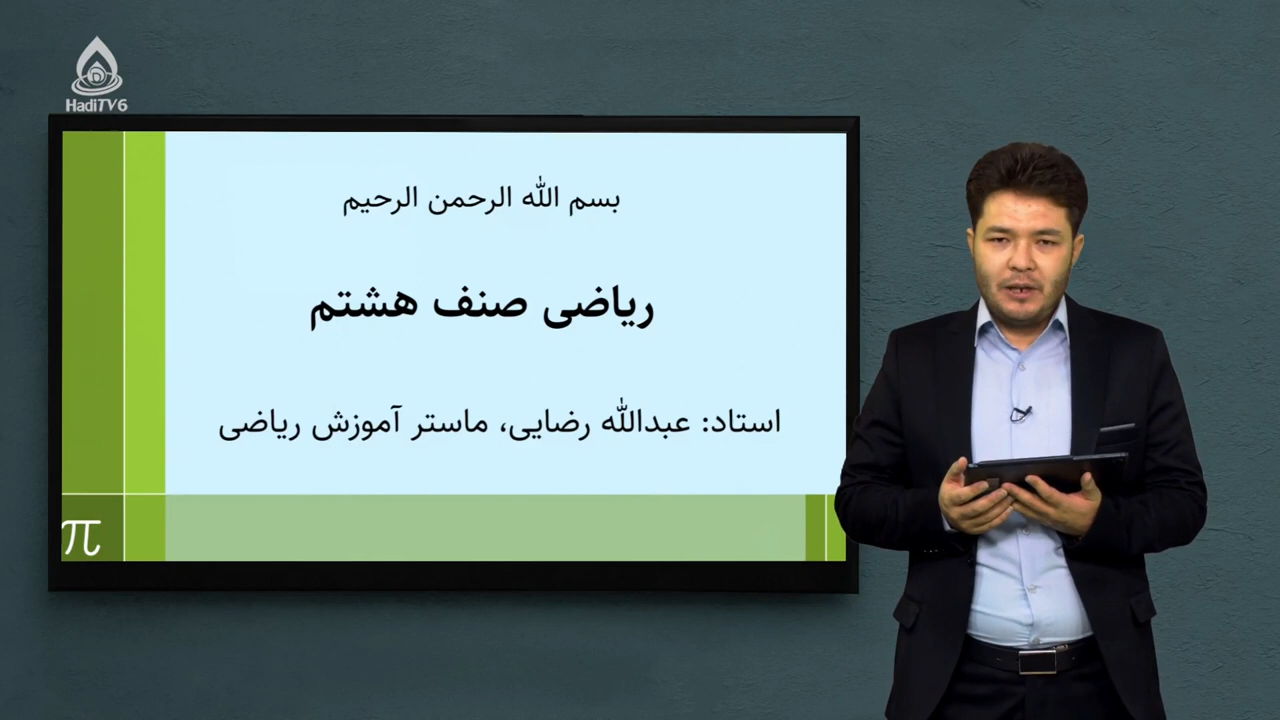 HadiTV6
بسم الله الرحمن الرحیم
ریاضی صنف هشتم
استاد: عبدالله رضایی، ماستر آموزش ریاضی
π